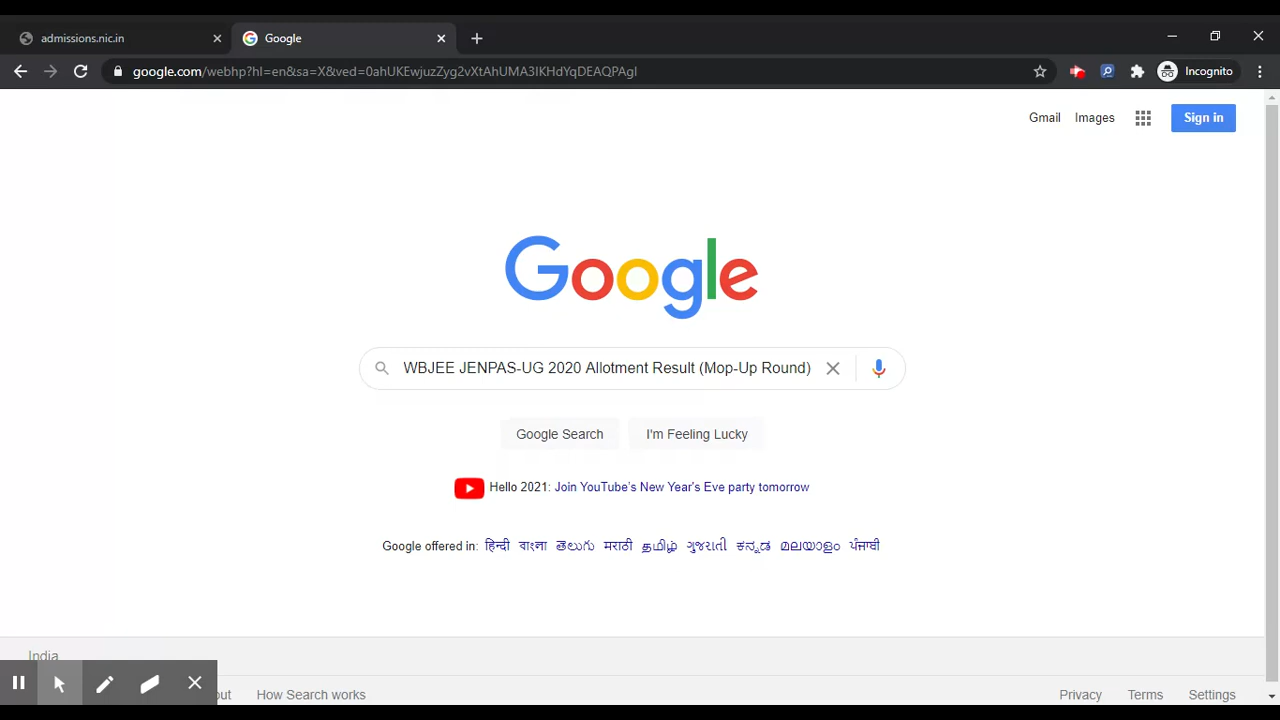 admissions.nic.in
Google
google.com/webhp?hl=en&sa=X&ved=0ahUKEwjuzZyg2vXtAhUMA3IKHdYqDEAQPAgI
Incognito
Gmail Images Sign in
Google
WBJEE JENPAS-UG 2020 Allotment Result (Mop-Up Round)
Google Search I'm Feeling Lucky
Hello 2021: Join YouTube's New Year's Eve party tomorrow
Google offered in: हिन्दी বাংলা తెలుగు मराठी தமிழ் ગુજરાતી ಕನ್ನಡ മലയാളം ਪੰਜਾਬੀ
India
out How Search works Privacy Terms Settings